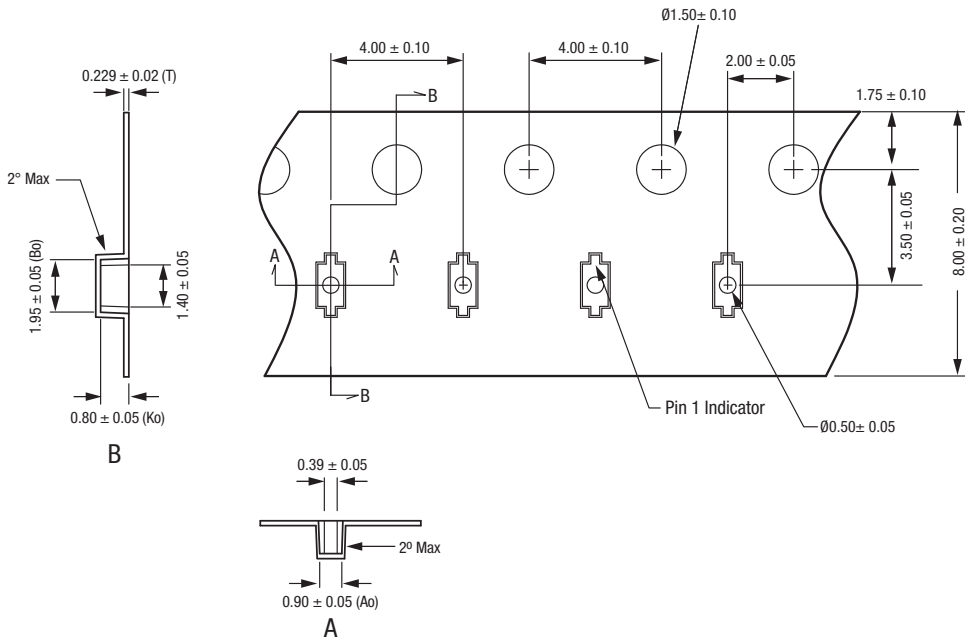 Ø1.50± 0.10
4.00 ± 0.10
4.00 ± 0.10
2.00 ± 0.05
0.229 ± 0.02 (T)
B
1.75 ± 0.10
2° Max
3.50 ± 0.05
8.00 ± 0.20
A
A
1.95 ± 0.05 (Bo)
1.40 ± 0.05
B
Pin 1 Indicator
0.80 ± 0.05 (Ko)
Ø0.50± 0.05
B
0.39 ± 0.05
2º Max
0.90 ± 0.05 (Ao)
A